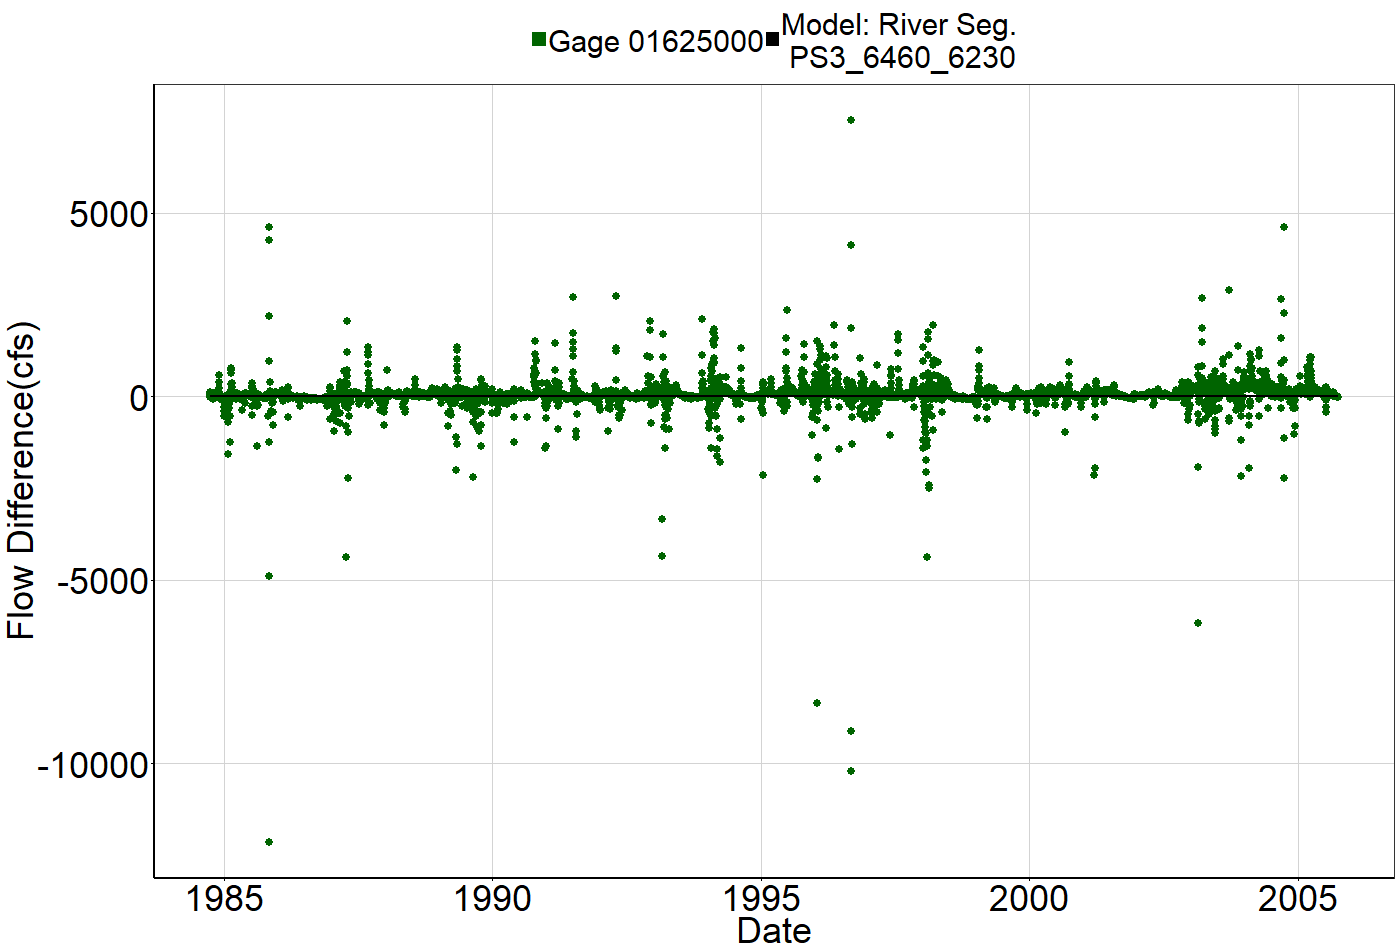 Gage 01625000
Model: River Seg.
PS3_6460_6230
Flow Difference(cfs)
5000
0
-5000
-10000
1985 1990 1995 2000 2005
Date